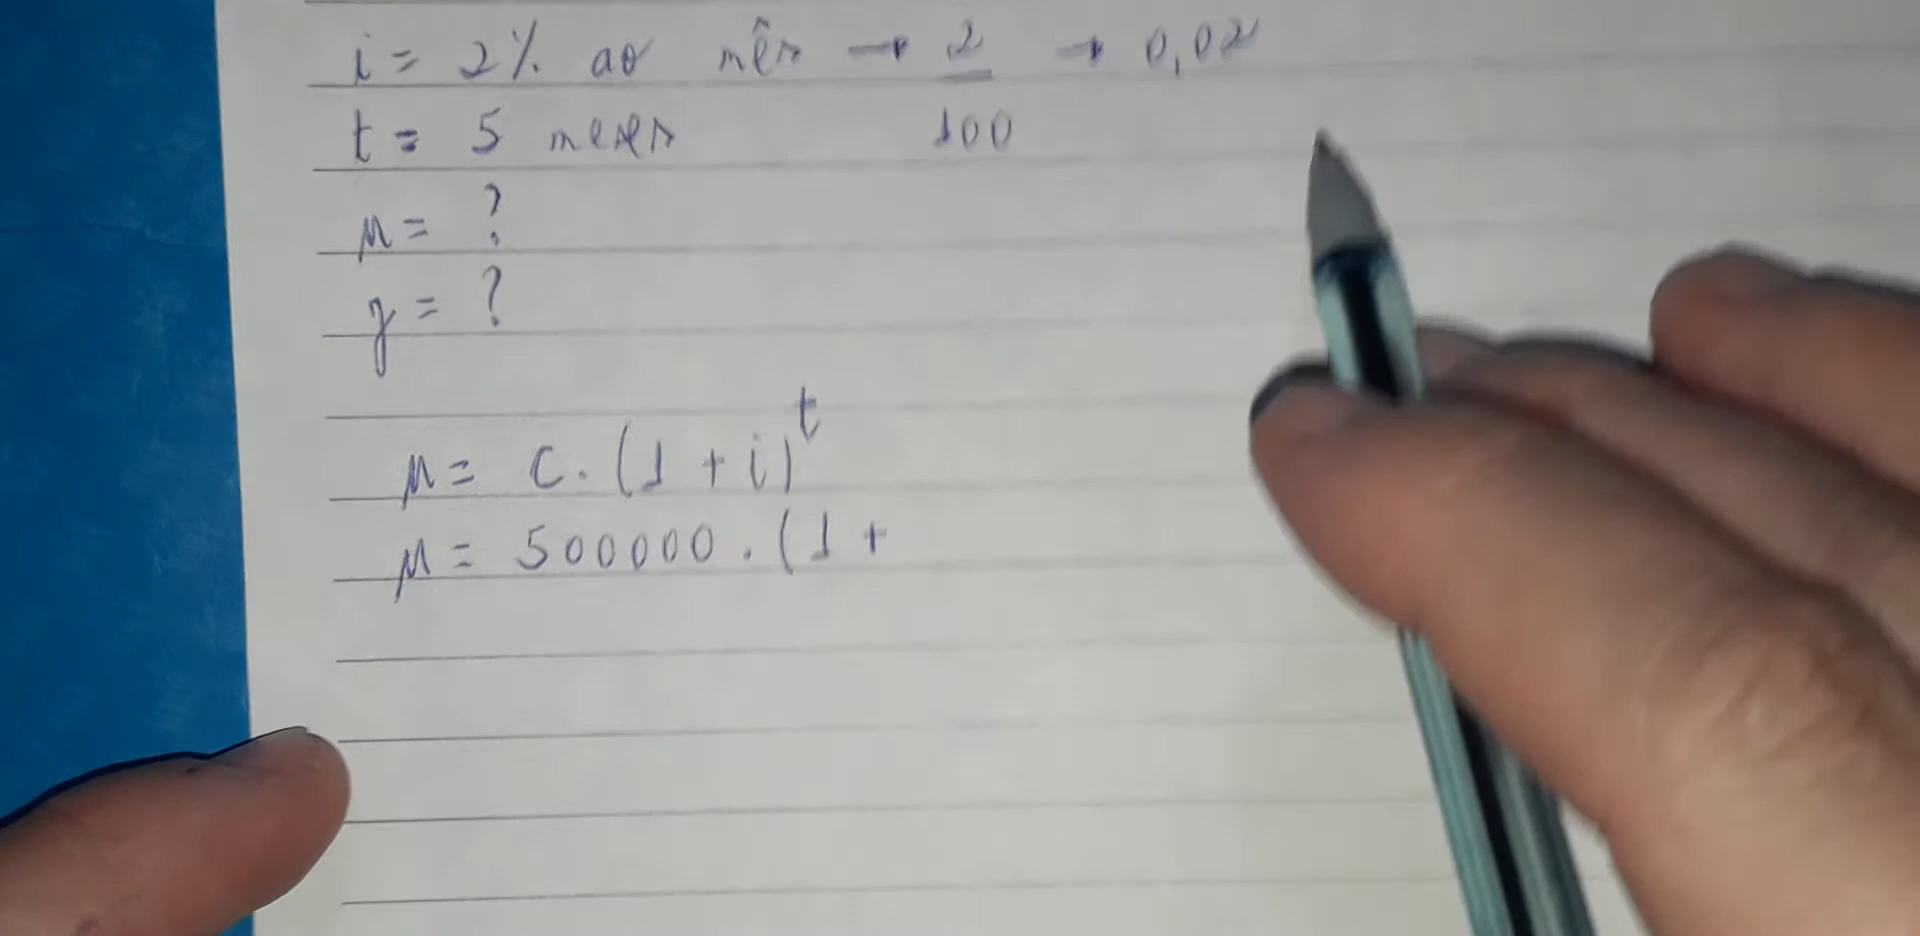 i = 2% ao mês → 2/100 → 0,02
t = 5 meses
M = ?
j = ?
M = C . (1 + i)^t
M = 500000 . (1 +